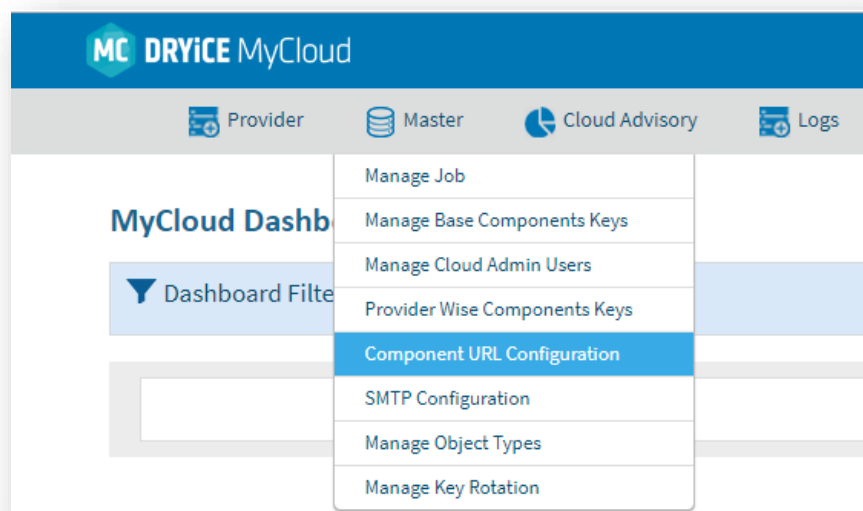 MC DRYiCE MyCloud
Provider Master Cloud Advisory Logs
Manage Job
MyCloud Dashb
Manage Base Components Keys
Manage Cloud Admin Users
Dashboard Filte
Provider Wise Components Keys
Component URL Configuration
SMTP Configuration
Manage Object Types
Manage Key Rotation